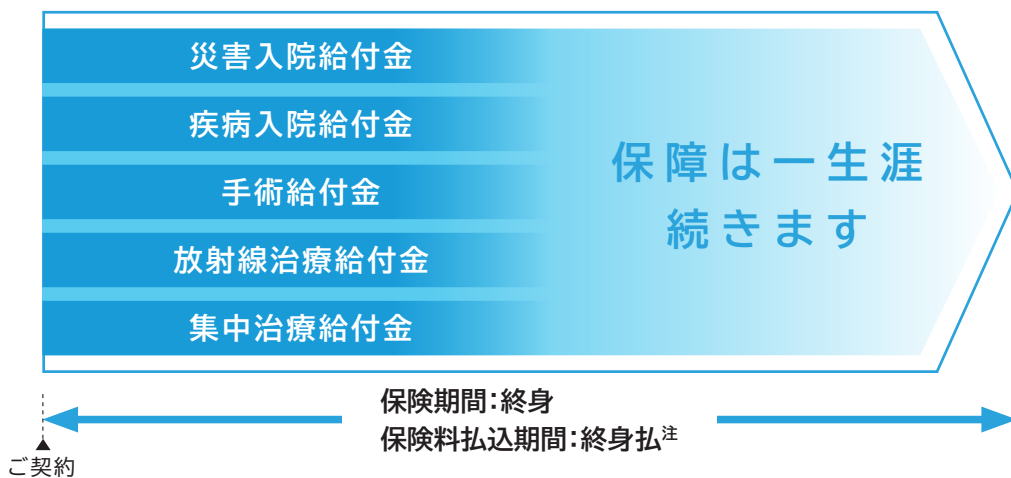 災害入院給付金
疾病入院給付金
手術給付金
放射線治療給付金
集中治療給付金
保障は一生涯
続きます
保険期間:終身
保険料払込期間:終身払注
ご契約